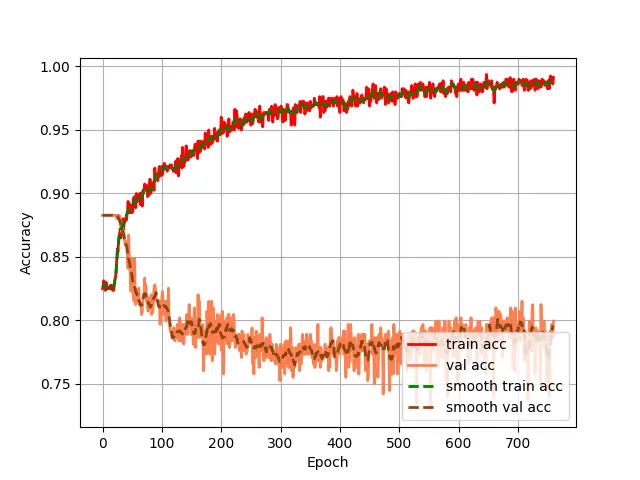 1.00
0.95
0.90
0.85
0.80
0.75
Accuracy
train acc
val acc
smooth train acc
smooth val acc
0 100 200 300 400 500 600 700
Epoch